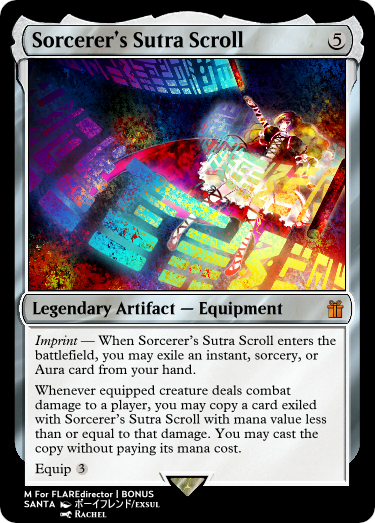 Sorcerer's Sutra Scroll 5
Legendary Artifact — Equipment
Imprint — When Sorcerer's Sutra Scroll enters the
battlefield, you may exile an instant, sorcery, or
Aura card from your hand.
Whenever equipped creature deals combat
damage to a player, you may copy a card exiled
with Sorcerer's Sutra Scroll with mana value less
than or equal to that damage. You may cast the
copy without paying its mana cost.
Equip 3
M For FLAREdirector | BONUS
SANTA ボーイフレンド/EXSUL
RACHEL